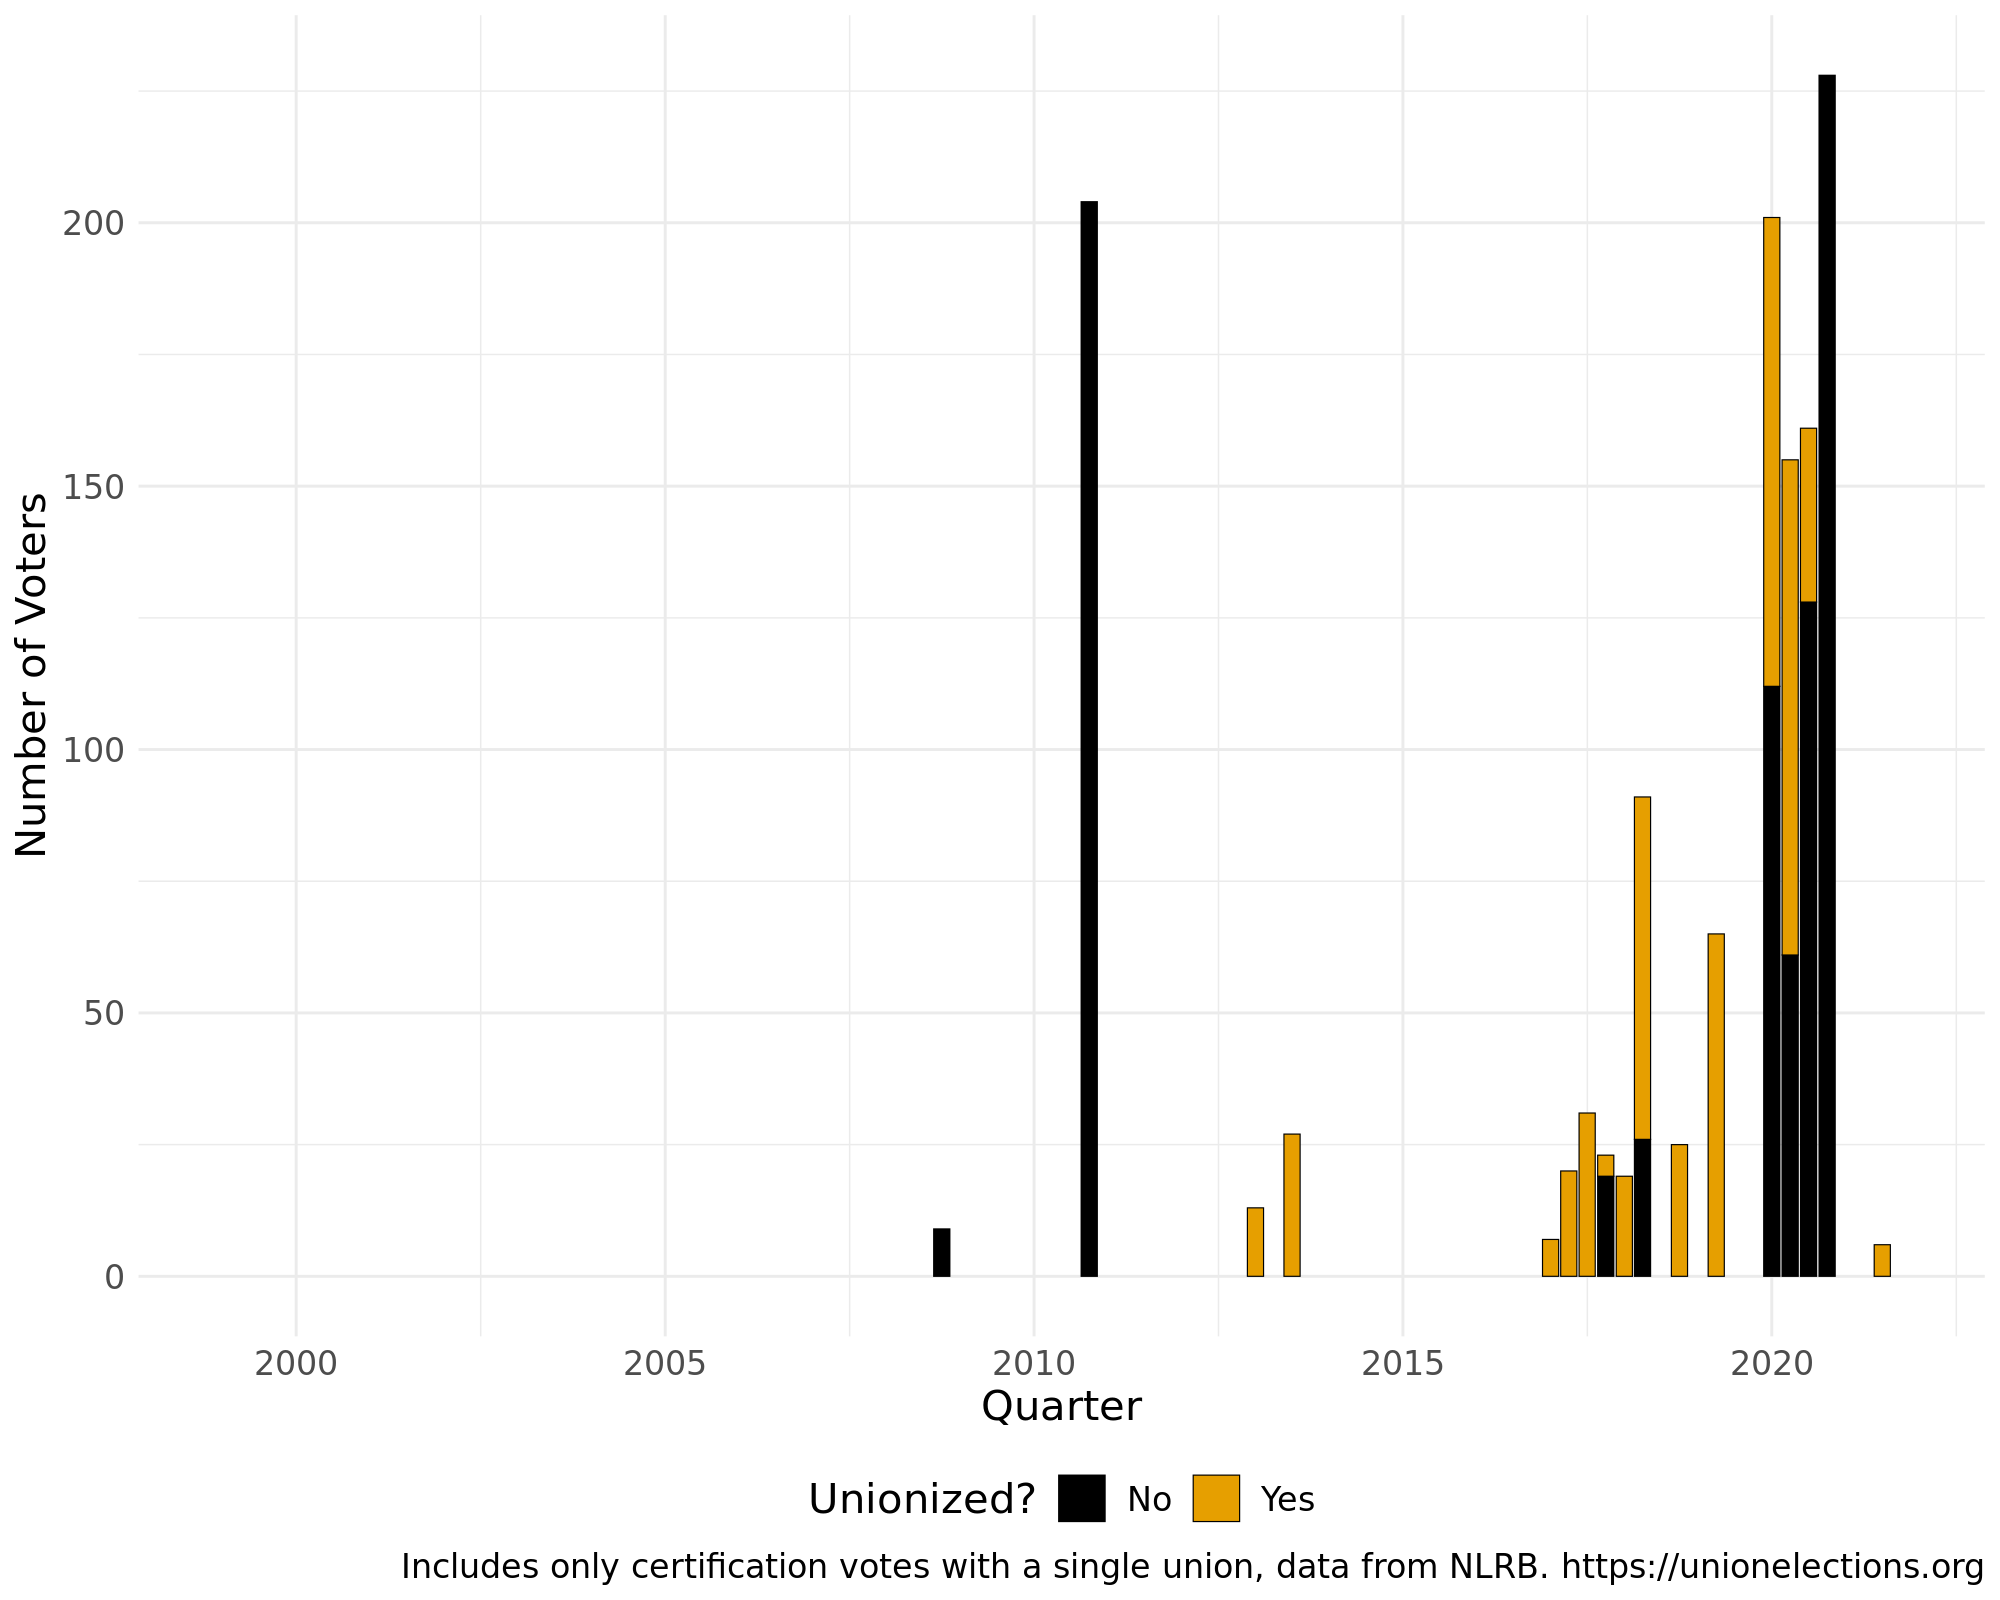 Number of Voters
200
150
100
50
0
2000 2005 2010 2015 2020
Quarter
Unionized? No Yes
Includes only certification votes with a single union, data from NLRB. https://unionelections.org